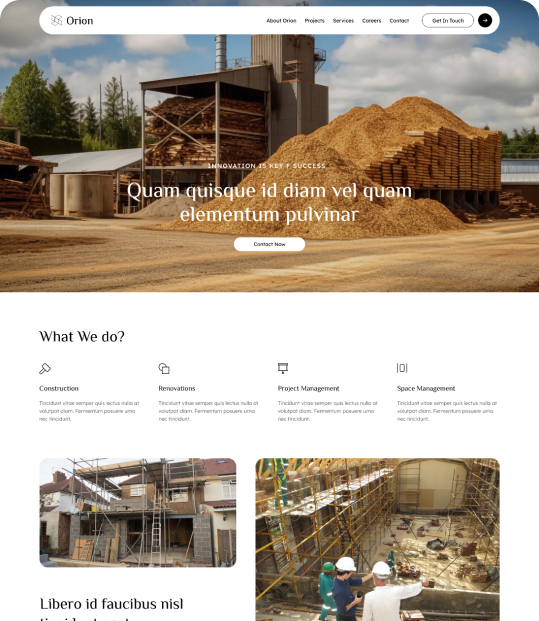 Orion
About Orion Projects Services Careers Contact Get In Touch
INNOVATION IS KEY F SUCCESS
Quam quisque id diam vel quam
elementum pulvinar
Contact Now
What We do?
Construction
Tincidunt vitae semper quis lectus nulla at
volutpat diam. Fermentum posuere urna
nec tincidunt.
Renovations
Tincidunt vitae semper quis lectus nulla at
volutpat diam. Fermentum posuere urna
nec tincidunt.
Project Management
Tincidunt vitae semper quis lectus nulla at
volutpat diam. Fermentum posuere urna
nec tincidunt.
Space Management
Tincidunt vitae semper quis lectus nulla at
volutpat diam. Fermentum posuere urna
nec tincidunt.
Libero id faucibus nisl